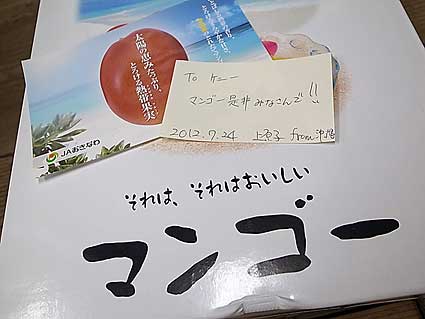 太陽の恵みたっぷり、
とろける熱帯果実
JAおきなわ
To ケニー
マンゴー是非みなさんで!!
2012.7.24 上原子 from 沖縄
それは、それはおいしい
マンゴー